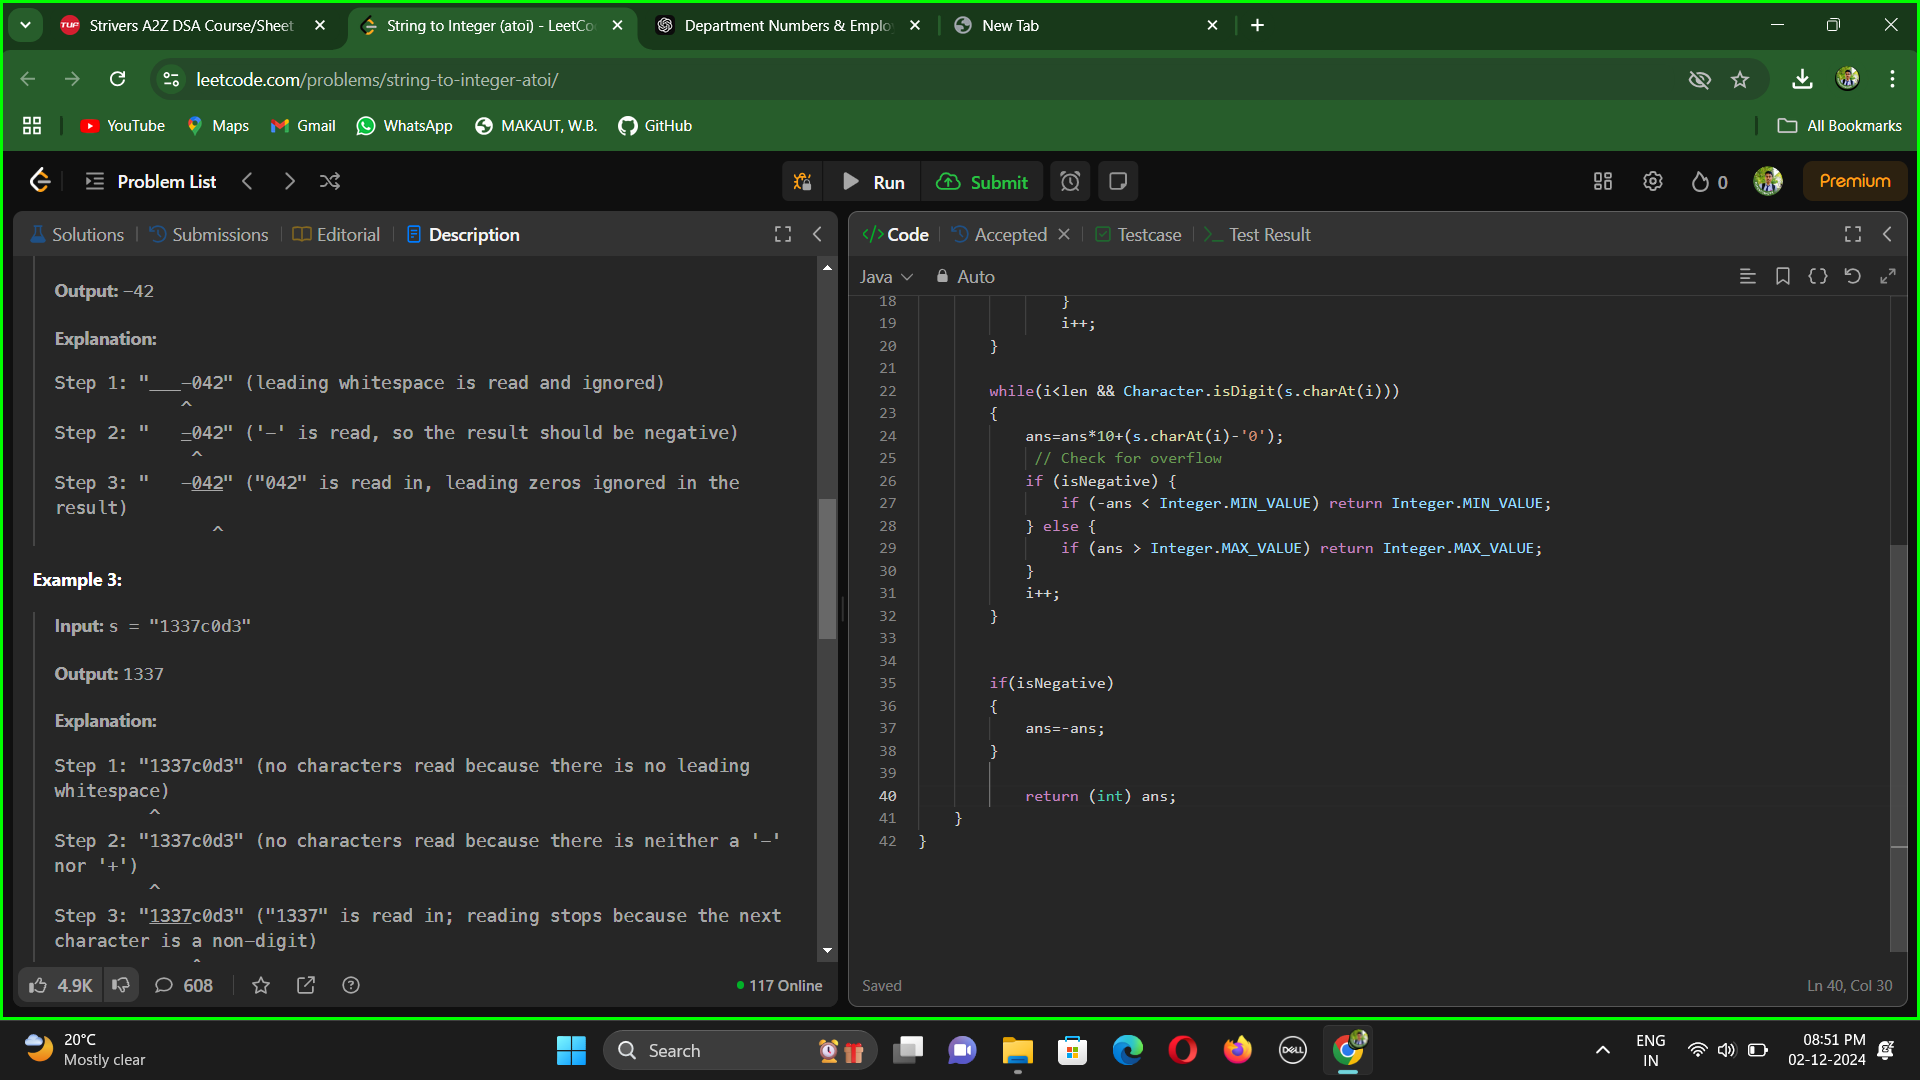 Strivers A2Z DSA Course/Sheet
String to Integer (atoi) - LeetCo
Department Numbers & Emplo
New Tab
leetcode.com/problems/string-to-integer-atoi/
YouTube
Maps
Gmail
WhatsApp
MAKAUT, W.B.
GitHub
All Bookmarks
Problem List
Run
Submit
0
Premium
Solutions
Submissions
Editorial
Description
Output: -42
Explanation:
Step 1: "___-042" (leading whitespace is read and ignored)
^
Step 2: "   -042" ('-' is read, so the result should be negative)
^
Step 3: "   -042" ("042" is read in, leading zeros ignored in the
result)
^
Example 3:
Input: s = "1337c0d3"
Output: 1337
Explanation:
Step 1: "1337c0d3" (no characters read because there is no leading
whitespace)
^
Step 2: "1337c0d3" (no characters read because there is neither a '-'
nor '+')
^
Step 3: "1337c0d3" ("1337" is read in; reading stops because the next
character is a non-digit)
^
4.9K
608
117 Online
Code
Accepted
Testcase
Test Result
Java
Auto
18 }
19 i++;
20 }
21
22 while(i<len && Character.isDigit(s.charAt(i)))
23 {
24 ans=ans*10+(s.charAt(i)-'0');
25 // Check for overflow
26 if (isNegative) {
27 if (-ans < Integer.MIN_VALUE) return Integer.MIN_VALUE;
28 } else {
29 if (ans > Integer.MAX_VALUE) return Integer.MAX_VALUE;
30 }
31 i++;
32 }
33
34
35 if(isNegative)
36 {
37 ans=-ans;
38 }
39
40 return (int) ans;
41 }
42 }
Saved
Ln 40, Col 30
20°C
Mostly clear
Search
DELL
ENG
IN
08:51 PM
02-12-2024